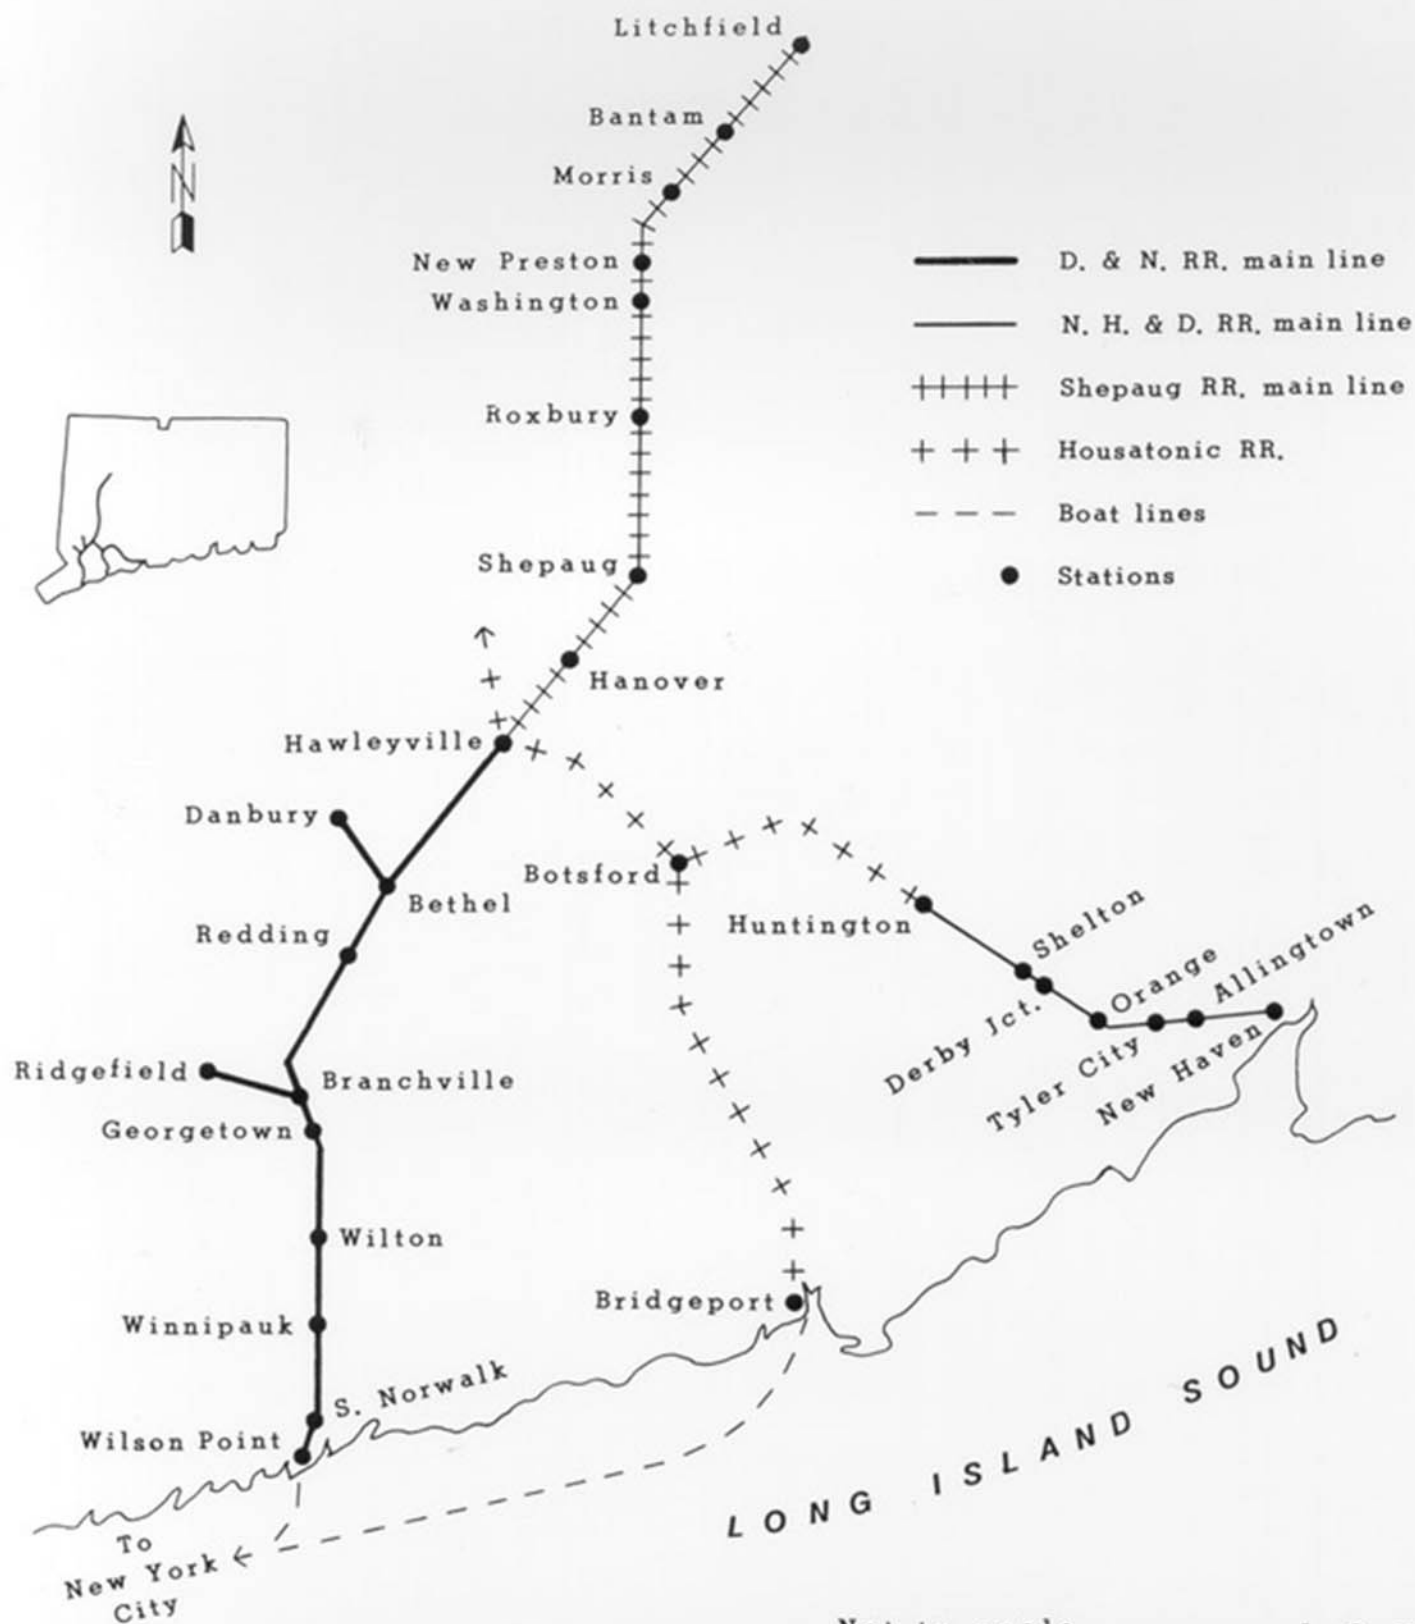 Litchfield
Bantam
Morris
New Preston
Washington
Roxbury
Shepaug
Hanover
Hawleyville
Danbury
Bethel
Redding
Ridgefield
Branchville
Georgetown
Wilton
Winnipauk
S. Norwalk
Wilson Point
To
New York
City
Botsford
Huntington
Shelton
Derby Jct.
Orange
Tyler City
Allingtown
New Haven
Bridgeport
LONG ISLAND SOUND
N
D. & N. RR. main line
N. H. & D. RR. main line
Shepaug RR. main line
Housatonic RR.
Boat lines
Stations